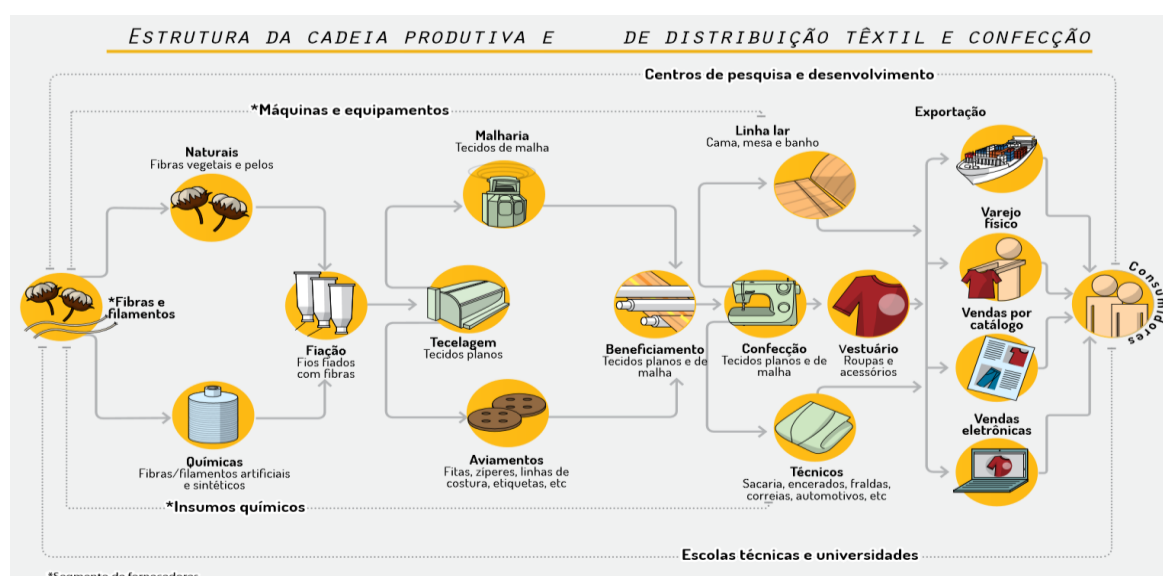 ESTRUTURA DA CADEIA PRODUTIVA E DE DISTRIBUIÇÃO TÊXTIL E CONFECÇÃO
Centros de pesquisa e desenvolvimento
*Máquinas e equipamentos
Naturais
Fibras vegetais e pelos
Malharia
Tecidos de malha
Linha lar
Cama, mesa e banho
Exportação
Varejo
físico
*Fibras e
filamentos
Fiação
Fios fiados
com fibras
Tecelagem
Tecidos planos
Beneficiamento
Tecidos planos e de
malha
Confecção
Tecidos planos e de
malha
Vestuário
Roupas e
acessórios
Vendas por
catálogo
Consumidores
Químicas
Fibras/filamentos artificiais
e sintéticos
Aviamentos
Fitas, zíperes, linhas de
costura, etiquetas, etc
Técnicos
Sacaria, encerados, fraldas,
correias, automotivos, etc
Vendas
eletrônicas
*Insumos químicos
Escolas técnicas e universidades
*Segmento de fornecedores